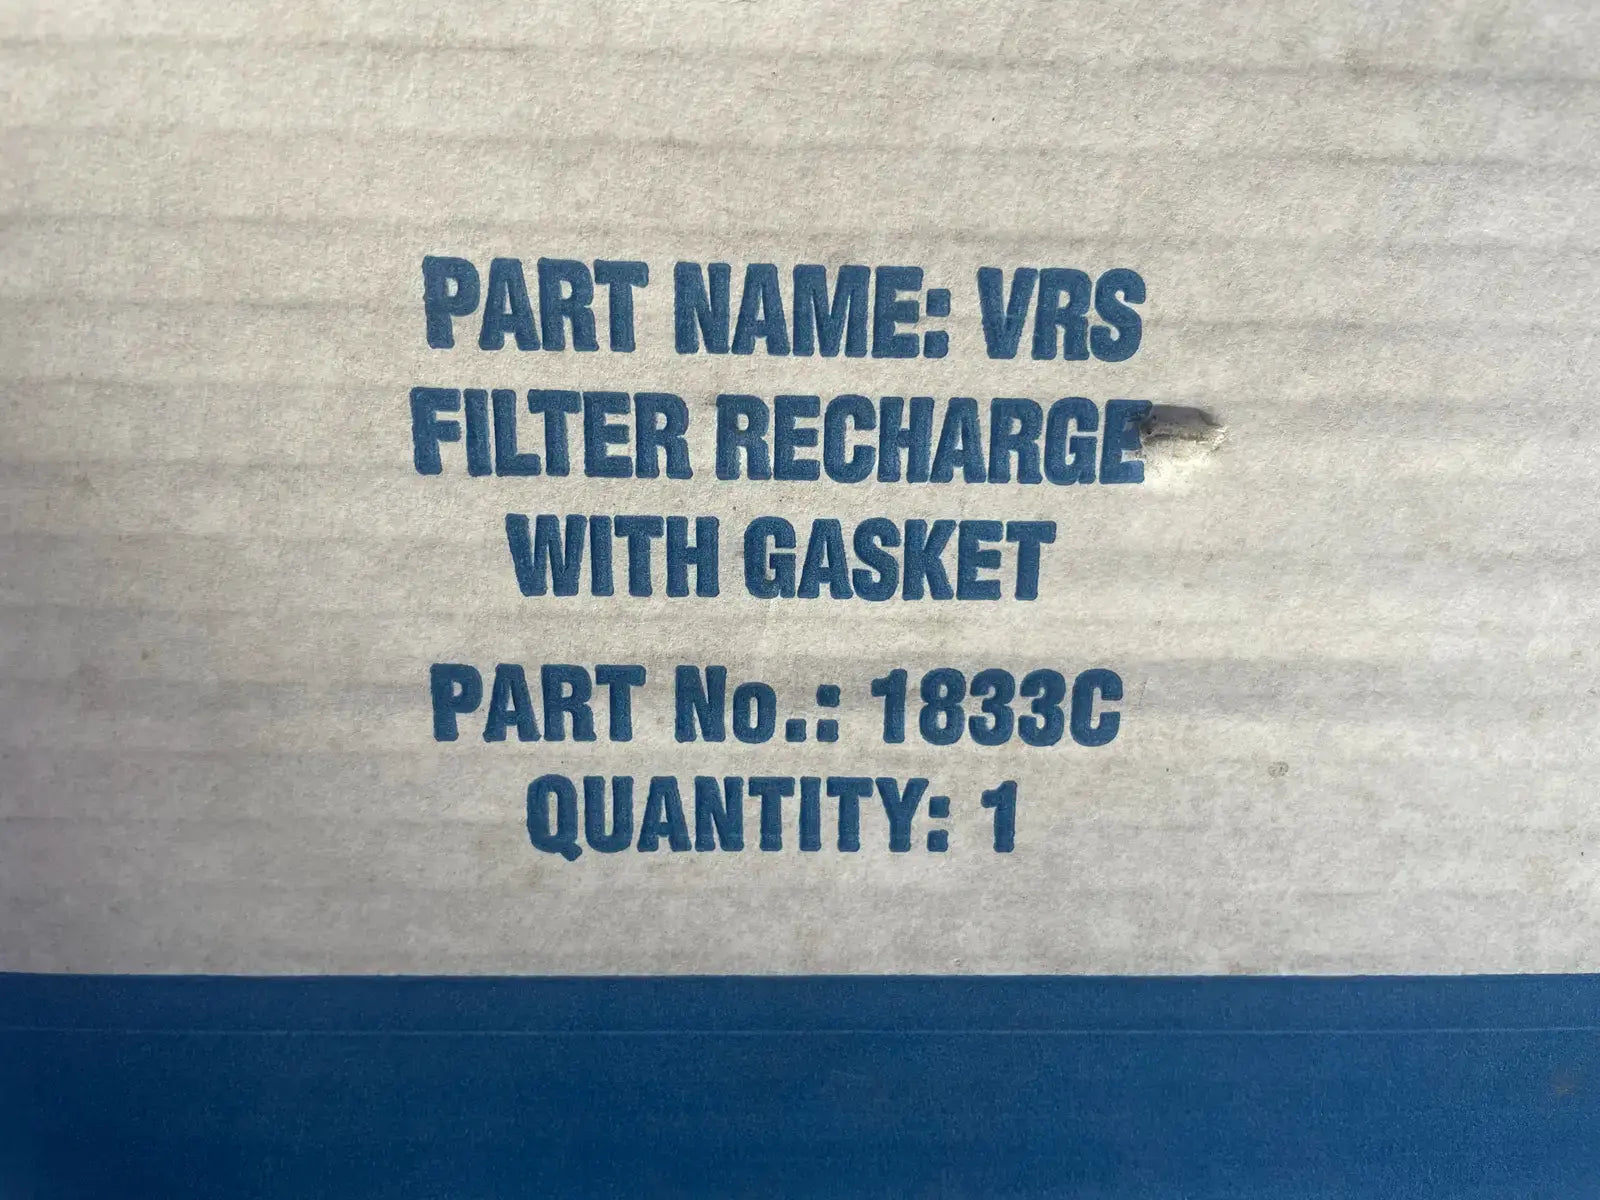 PART NAME: VRS
FILTER RECHARGE
WITH GASKET
PART No.: 1833C
QUANTITY: 1